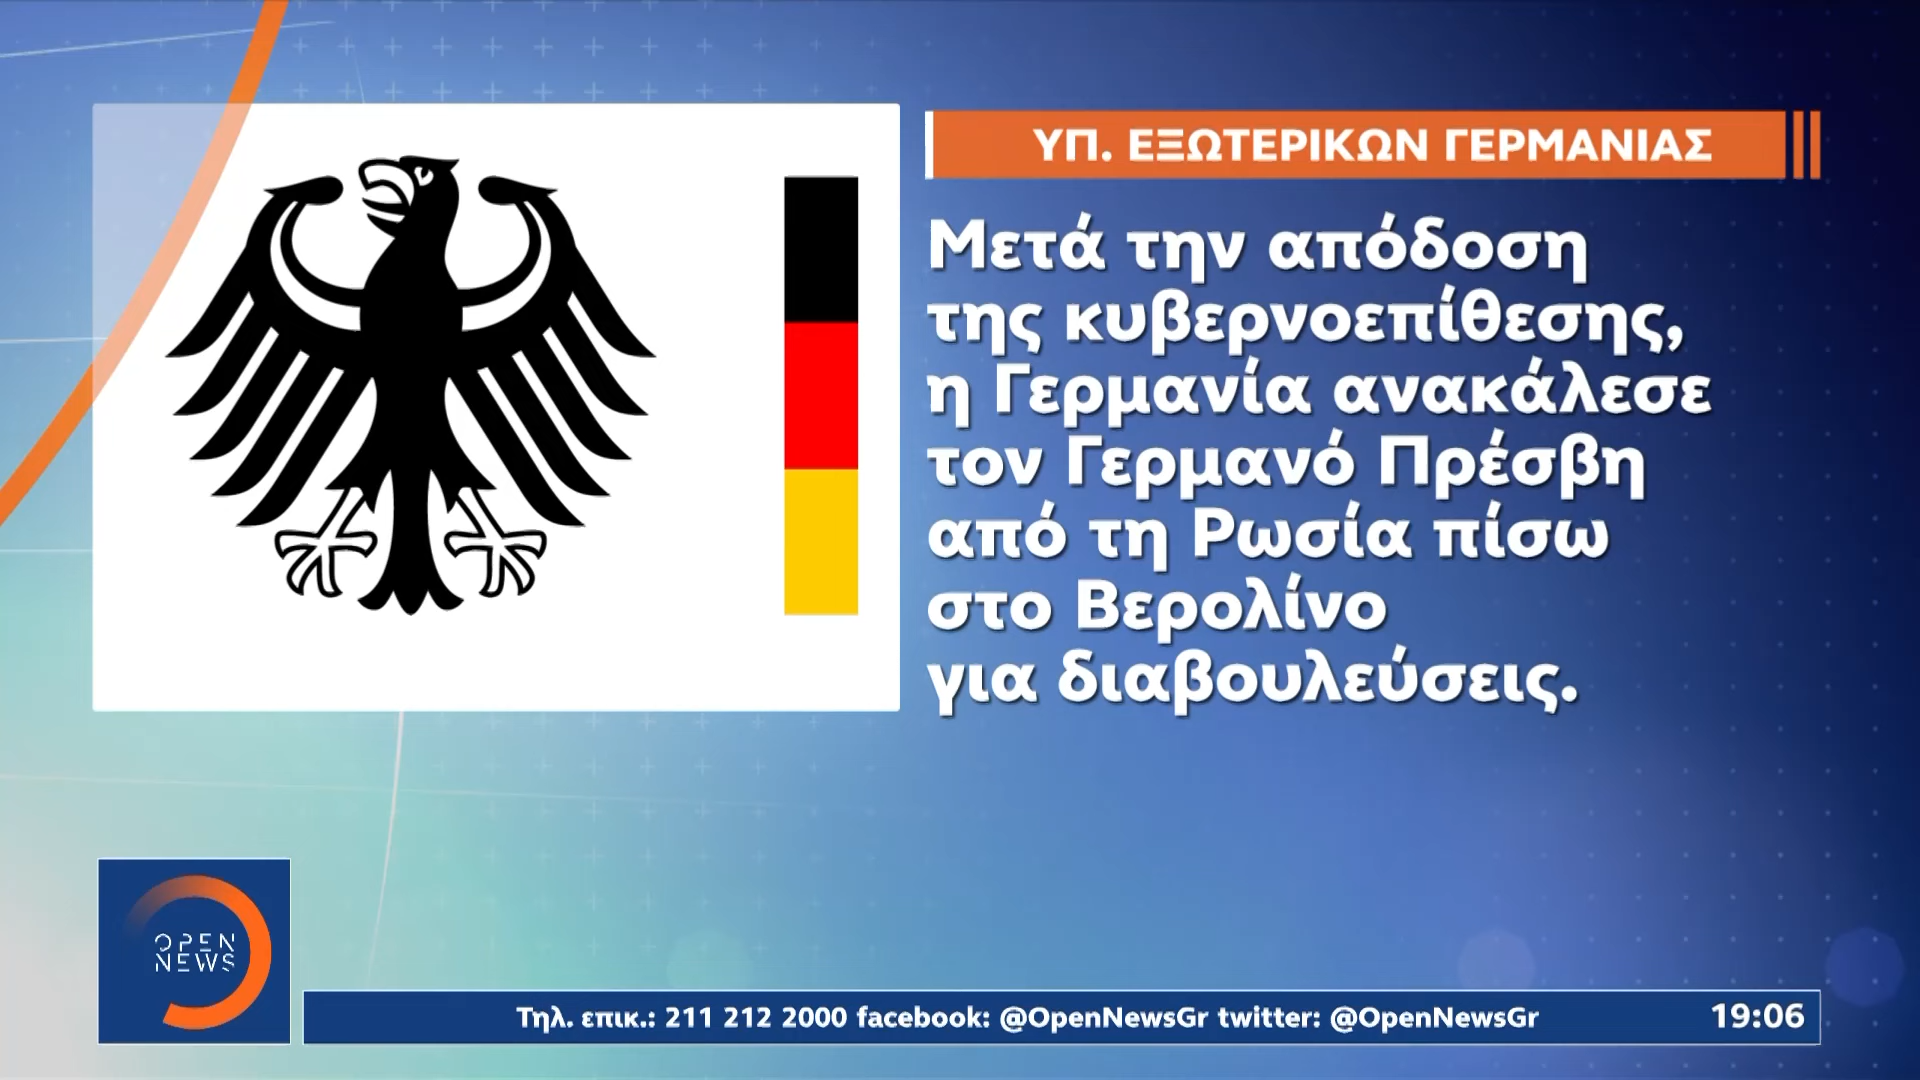 ΥΠ. ΕΞΩΤΕΡΙΚΩΝ ΓΕΡΜΑΝΙΑΣ
Μετά την απόδοση
της κυβερνοεπίθεσης,
η Γερμανία ανακάλεσε
τον Γερμανό Πρέσβη
από τη Ρωσία πίσω
στο Βερολίνο
για διαβουλεύσεις.
OPEN
NEWS
Τηλ. επικ.: 211 212 2000 facebook: @OpenNewsGr twitter: @OpenNewsGr
19:06